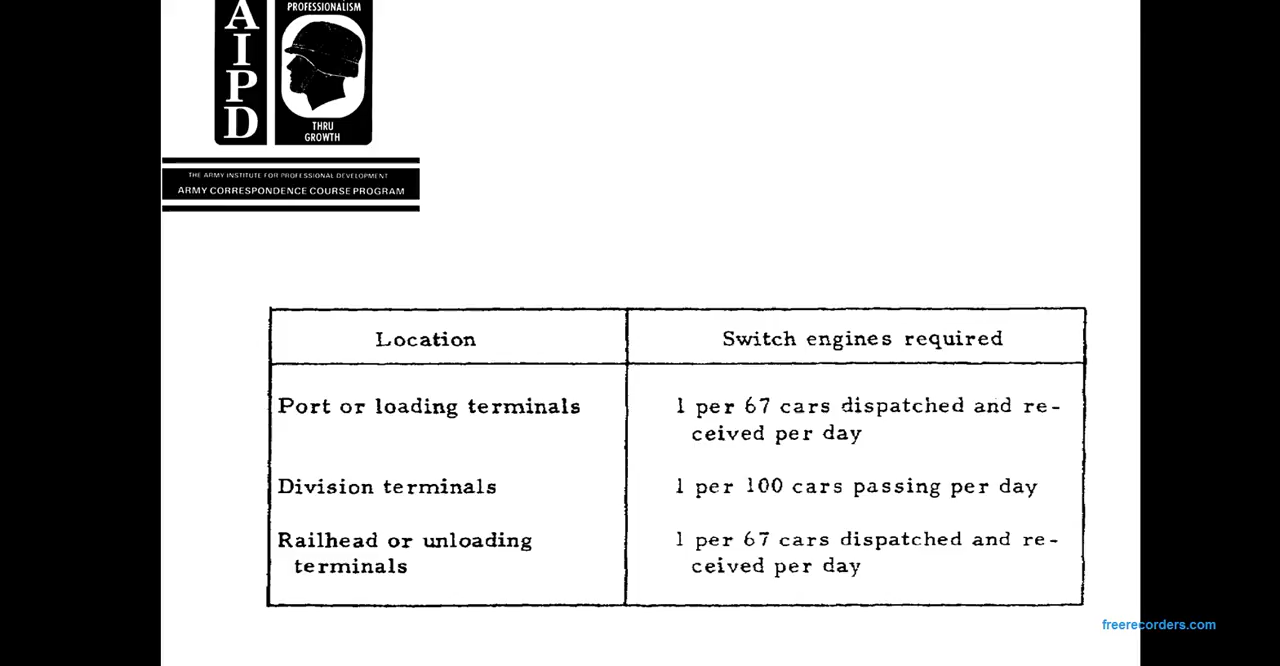 AIPD
PROFESSIONALISM
THRU
GROWTH
THE ARMY INSTITUTE FOR PROFESSIONAL DEVELOPMENT
ARMY CORRESPONDENCE COURSE PROGRAM
Location
Switch engines required
Port or loading terminals
1 per 67 cars dispatched and re-
ceived per day
Division terminals
1 per 100 cars passing per day
Railhead or unloading
terminals
1 per 67 cars dispatched and re-
ceived per day
freerecorders.com